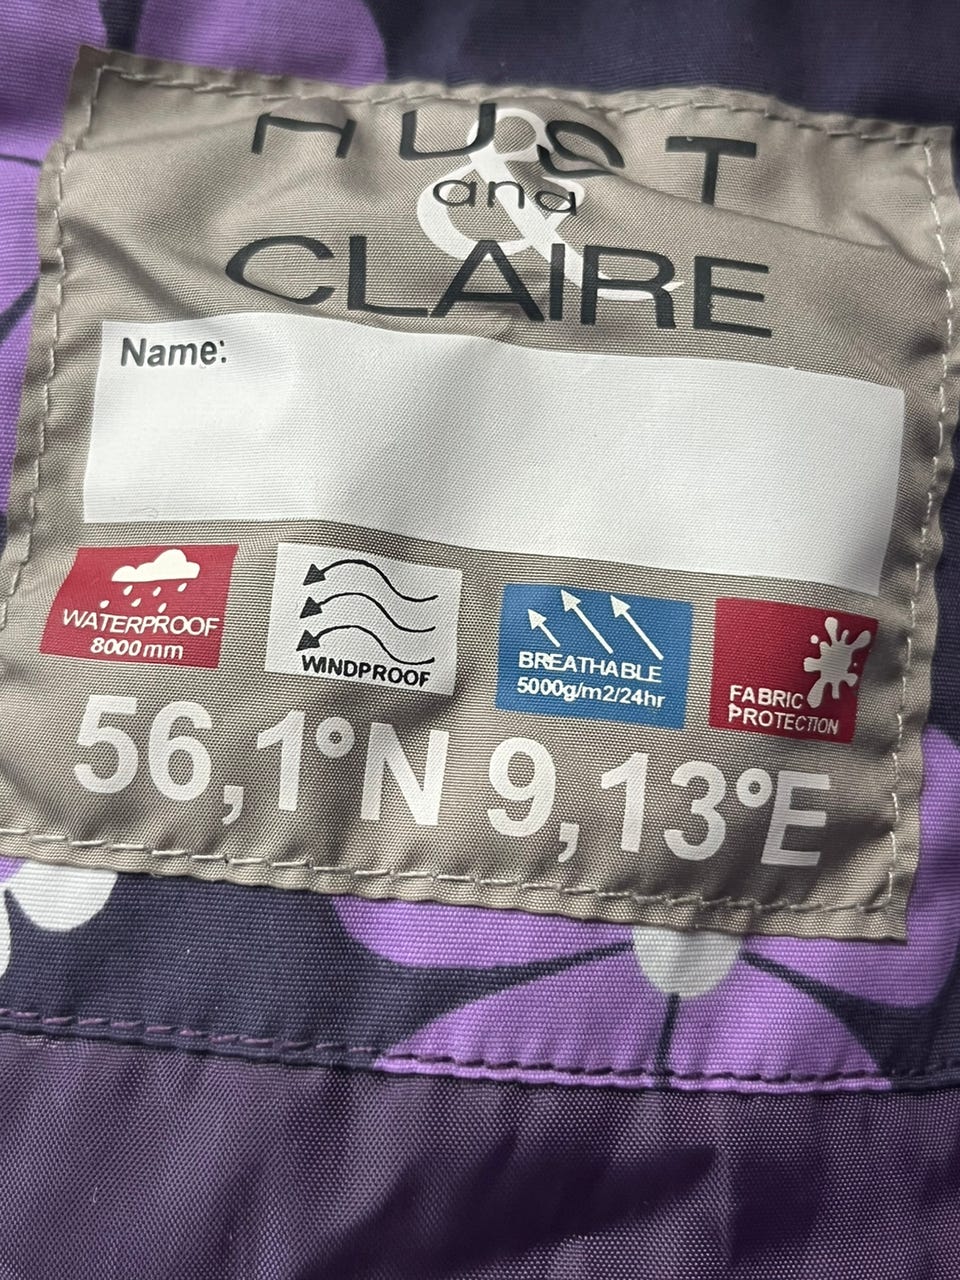 HUST
&
and
CLAIRE
Name:
WATERPROOF
8000mm
WINDPROOF
BREATHABLE
5000g/m2/24hr
FABRIC
PROTECTION
56,1°N 9,13°E